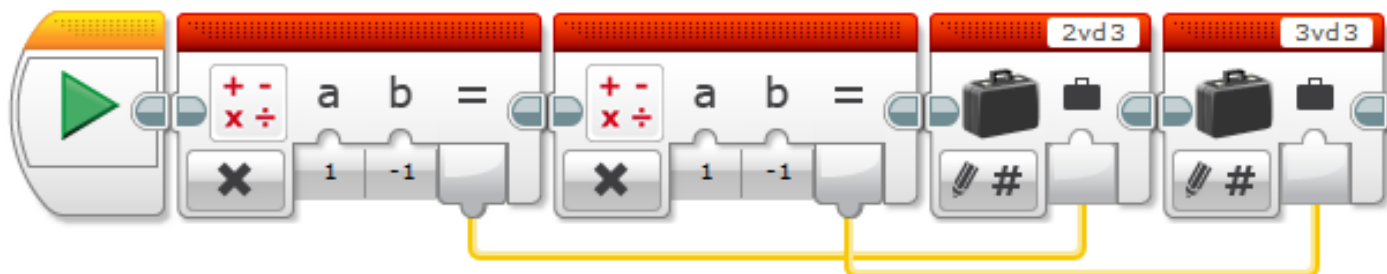 2vd3 3vd3
+ - a b = + - a b =
x ÷ x ÷
1 -1 1 -1 # #